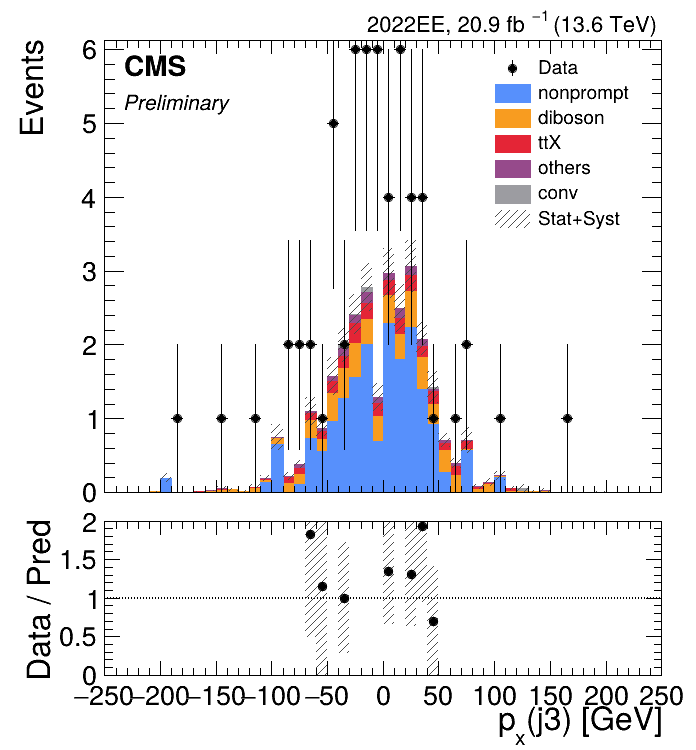 2022EE, 20.9 fb⁻¹ (13.6 TeV)
Events
6
5
4
3
2
1
0
CMS
Preliminary
Data
nonprompt
diboson
ttX
others
conv
Stat+Syst
Data / Pred
2
1.5
1
0.5
0
−250 −200 −150 −100 −50 0 50 100 150 200 250
pₓ(j3) [GeV]